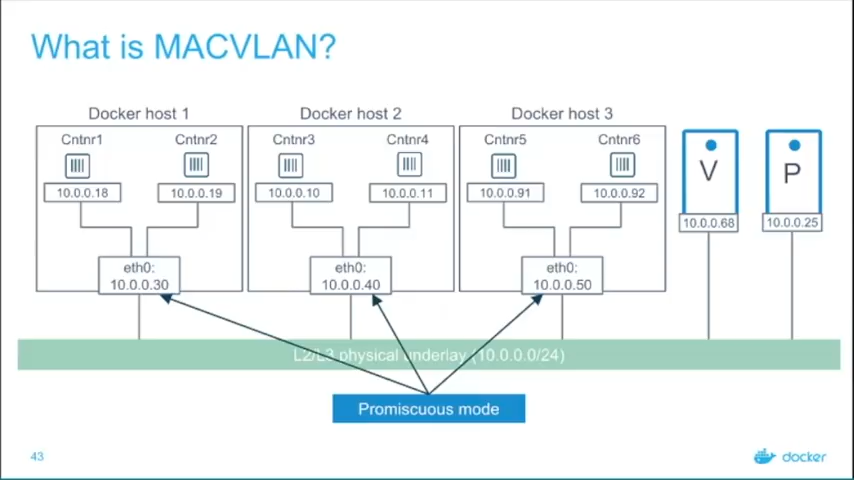 What is MACVLAN?
Docker host 1
Docker host 2
Docker host 3
Cntnr1
Cntnr2
Cntnr3
Cntnr4
Cntnr5
Cntnr6
V
P
10.0.0.18
10.0.0.19
10.0.0.10
10.0.0.11
10.0.0.91
10.0.0.92
10.0.0.68
10.0.0.25
eth0:
10.0.0.30
eth0:
10.0.0.40
eth0:
10.0.0.50
L2/L3 physical underlay (10.0.0.0/24)
Promiscuous mode
43
docker